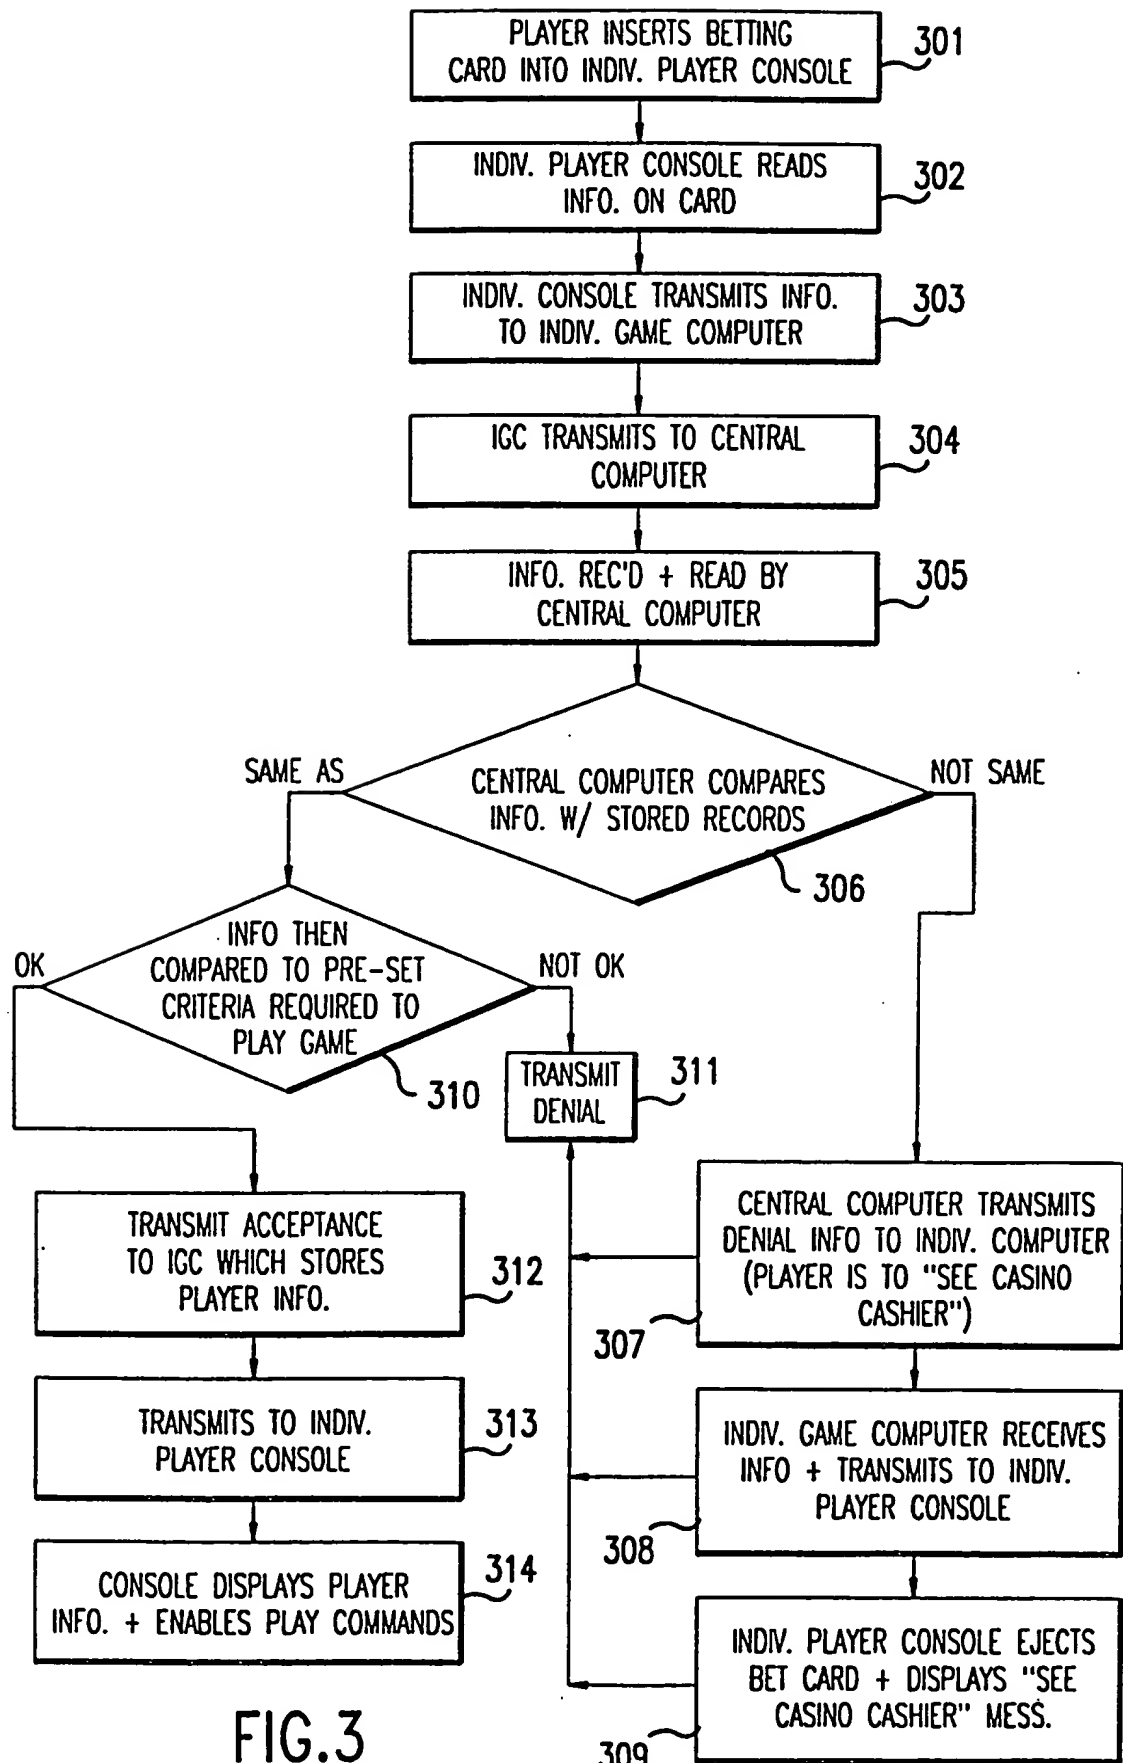 PLAYER INSERTS BETTING
CARD INTO INDIV. PLAYER CONSOLE
301
INDIV. PLAYER CONSOLE READS
INFO. ON CARD
302
INDIV. CONSOLE TRANSMITS INFO.
TO INDIV. GAME COMPUTER
303
IGC TRANSMITS TO CENTRAL
COMPUTER
304
INFO. REC'D + READ BY
CENTRAL COMPUTER
305
SAME AS
CENTRAL COMPUTER COMPARES
INFO. W/ STORED RECORDS
NOT SAME
306
OK
INFO THEN
COMPARED TO PRE-SET
CRITERIA REQUIRED TO
PLAY GAME
NOT OK
310
TRANSMIT
DENIAL
311
TRANSMIT ACCEPTANCE
TO IGC WHICH STORES
PLAYER INFO.
312
CENTRAL COMPUTER TRANSMITS
DENIAL INFO TO INDIV. COMPUTER
(PLAYER IS TO "SEE CASINO
CASHIER")
307
TRANSMITS TO INDIV.
PLAYER CONSOLE
313
INDIV. GAME COMPUTER RECEIVES
INFO + TRANSMITS TO INDIV.
PLAYER CONSOLE
308
CONSOLE DISPLAYS PLAYER
INFO. + ENABLES PLAY COMMANDS
314
INDIV. PLAYER CONSOLE EJECTS
BET CARD + DISPLAYS "SEE
CASINO CASHIER" MESS.
309
FIG.3